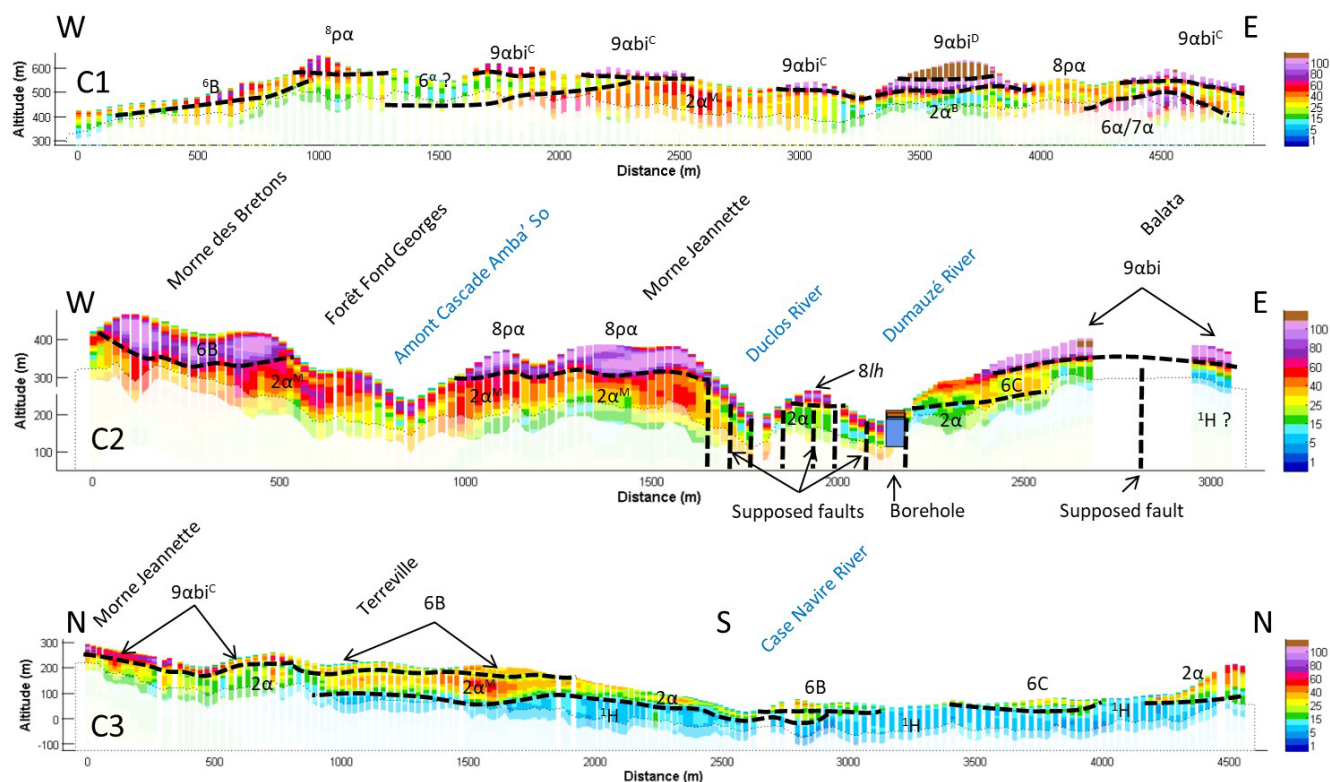 W
E
C1
⁸ρα
9αbiᶜ
9αbiᶜ
9αbiᴰ
9αbiᶜ
9αbiᶜ
8ρα
⁶B
6ᵅ ?
2αᴹ
2αᴮ
6α/7α
Altitude (m)
600
500
400
300
0
500
1000
1500
2000
2500
3000
3500
4000
4500
Distance (m)
100
60
40
25
15
5
1
Morne des Bretons
Forêt Fond Georges
Amont Cascade Amba' So
Morne Jeannette
Duclos River
Dumauzé River
Balata
W
E
C2
9αbi
8ρα
8ρα
8lh
6B
2αᴹ
2αᴹ
2αᴹ
2α
6C
2α
¹H ?
Altitude (m)
400
300
200
100
0
500
1000
1500
2000
2500
3000
Distance (m)
Supposed faults
Borehole
Supposed fault
100
60
40
25
15
5
1
Morne Jeannette
Terreville
Case Navire River
N
S
N
C3
9αbiᶜ
6B
2α
2αᴹ
2α
¹H
6B
¹H
6C
¹H
2α
Altitude (m)
300
200
100
0
-100
0
500
1000
1500
2000
2500
3000
3500
4000
4500
Distance (m)
100
60
40
25
15
5
1